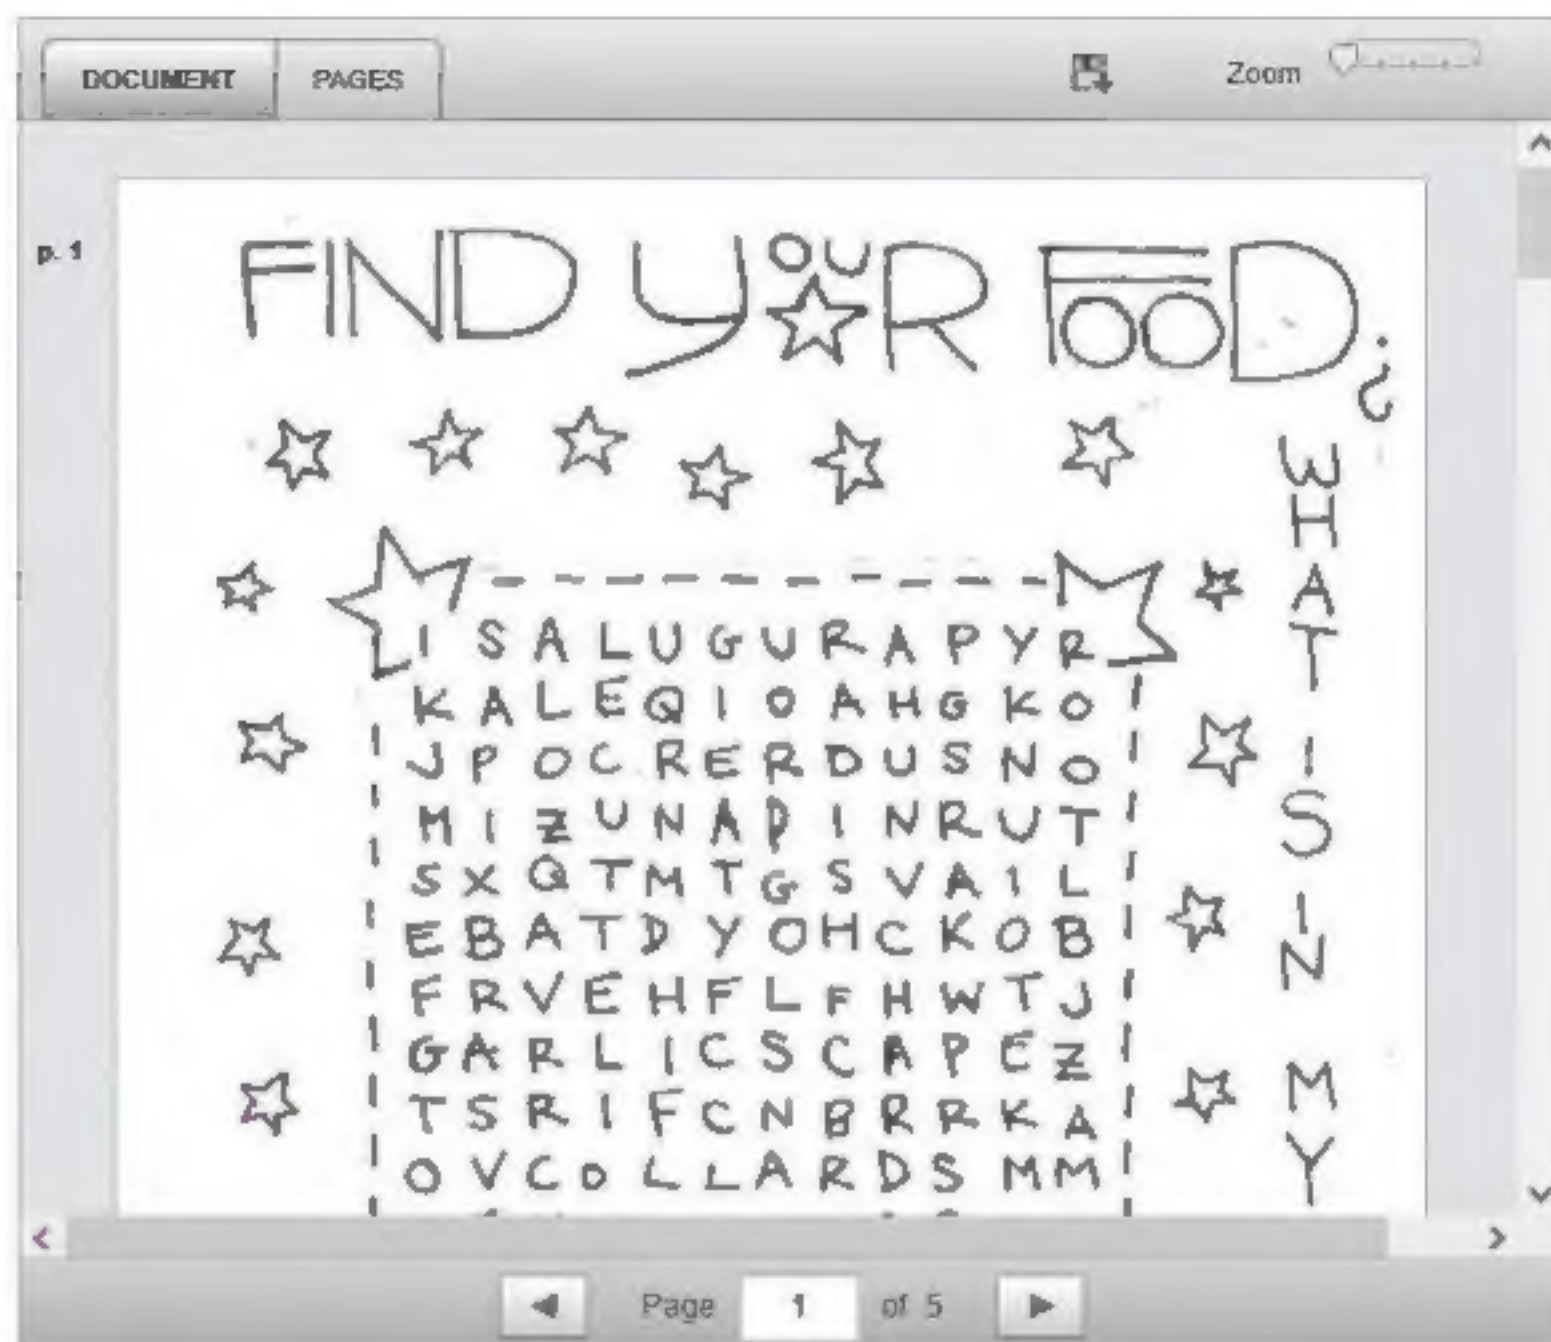 DOCUMENT PAGES Zoom
p. 1
FIND YOUR FOOD
WHAT IS IN MY
I S A L U G U R A P Y R
K A L E Q I O A H G K O
J P O C R E R D U S N O
M I Z U N A D I N R U T
S X Q T M T G S V A I L
E B A T D Y O H C K O B
F R V E H F L F H W T J
G A R L I C S C A P E Z
T S R I F C N B R R K A
O V C O L L A R D S M M
Page 1 of 5